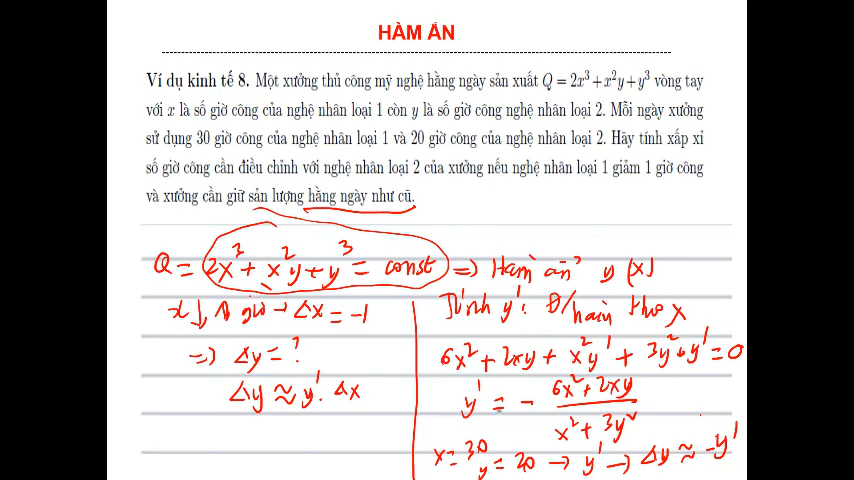 HÀM ẨN
Ví dụ kinh tế 8. Một xưởng thủ công mỹ nghệ hằng ngày sản xuất Q = 2x³ + x²y + y³ vòng tay
với x là số giờ công của nghệ nhân loại 1 còn y là số giờ công nghệ nhân loại 2. Mỗi ngày xưởng
sử dụng 30 giờ công của nghệ nhân loại 1 và 20 giờ công của nghệ nhân loại 2. Hãy tính xấp xỉ
số giờ công cần điều chỉnh với nghệ nhân loại 2 của xưởng nếu nghệ nhân loại 1 giảm 1 giờ công
và xưởng cần giữ sản lượng hằng ngày như cũ.
Q = 2x³ + x²y + y³ = const => Hàm ẩn y(x)
x↓ 1 giờ → Δx = -1
=> Δy = ?
Δy ≈ y'. Δx
Tính y': Đ/hàm theo x
6x² + 2xy + x²y' + 3y².y' = 0
y' = - (6x² + 2xy)/(x² + 3y²)
x = 30 y = 20 → y' → Δy ≈ -y'